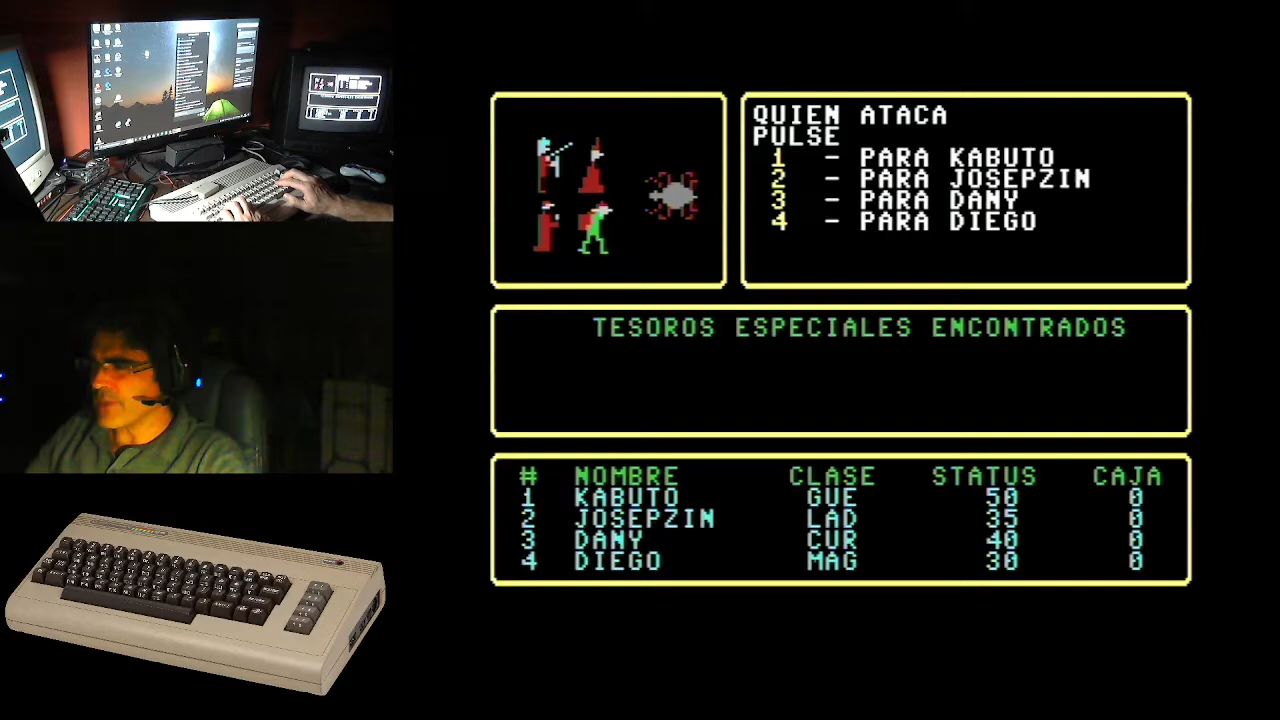 QUIEN ATACA
PULSE
1 - PARA KABUTO
2 - PARA JOSEPZIN
3 - PARA DANY
4 - PARA DIEGO
TESOROS ESPECIALES ENCONTRADOS
# NOMBRE CLASE STATUS CAJA
1 KABUTO GUE 50 0
2 JOSEPZIN LAD 35 0
3 DANY CUR 40 0
4 DIEGO MAG 30 0